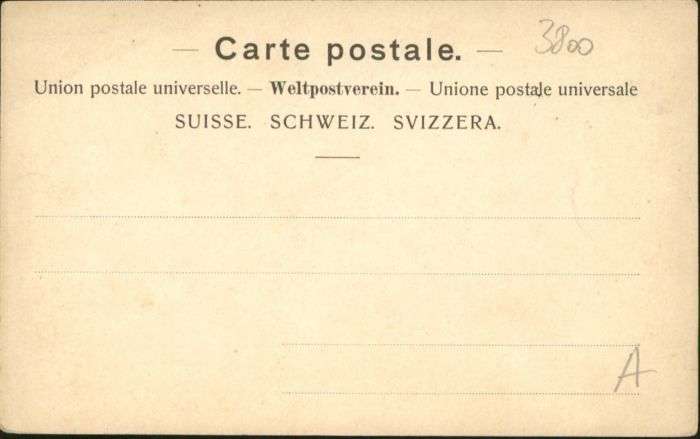 — Carte postale. — 3800
Union postale universelle. — Weltpostverein. — Unione postale universale
SUISSE. SCHWEIZ. SVIZZERA.
A